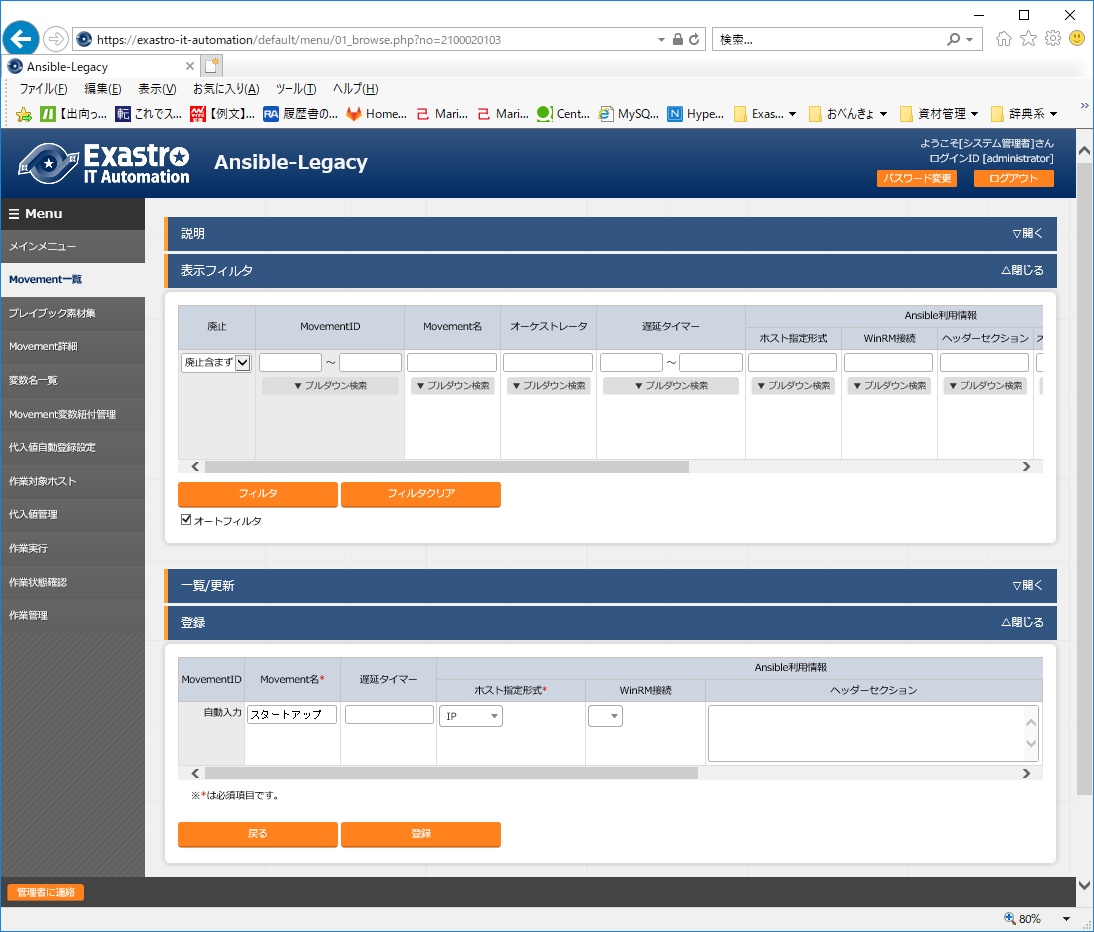 https://exastro-it-automation/default/menu/01_browse.php?no=2100020103
検索...
Ansible-Legacy
ファイル(F) 編集(E) 表示(V) お気に入り(A) ツール(T) ヘルプ(H)
【出向っ... これでス... 【例文】... 履歴書の... Home... Mari... Mari... Cent... MySQ... Hype... Exas... おべんきょ 資材管理 辞典系
Exastro
IT Automation
Ansible-Legacy
ようこそ[システム管理者]さん
ログインID [administrator]
パスワード変更 ログアウト
Menu
メインメニュー
Movement一覧
プレイブック素材集
Movement詳細
変数名一覧
Movement変数紐付管理
代入値自動登録設定
作業対象ホスト
代入値管理
作業実行
作業状態確認
作業管理
説明 ▽開く
表示フィルタ △閉じる
廃止 MovementID Movement名 オーケストレータ 遅延タイマー Ansible利用情報
ホスト指定形式 WinRM接続 ヘッダーセクション
廃止含まず ～ ～
▼プルダウン検索 ▼プルダウン検索 ▼プルダウン検索 ▼プルダウン検索 ▼プルダウン検索 ▼プルダウン検索 ▼プルダウン検索
フィルタ フィルタクリア
オートフィルタ
一覧/更新 ▽開く
登録 △閉じる
MovementID Movement名* 遅延タイマー Ansible利用情報
ホスト指定形式* WinRM接続 ヘッダーセクション
自動入力 スタートアップ IP
※*は必須項目です。
戻る 登録
管理者に連絡
80%